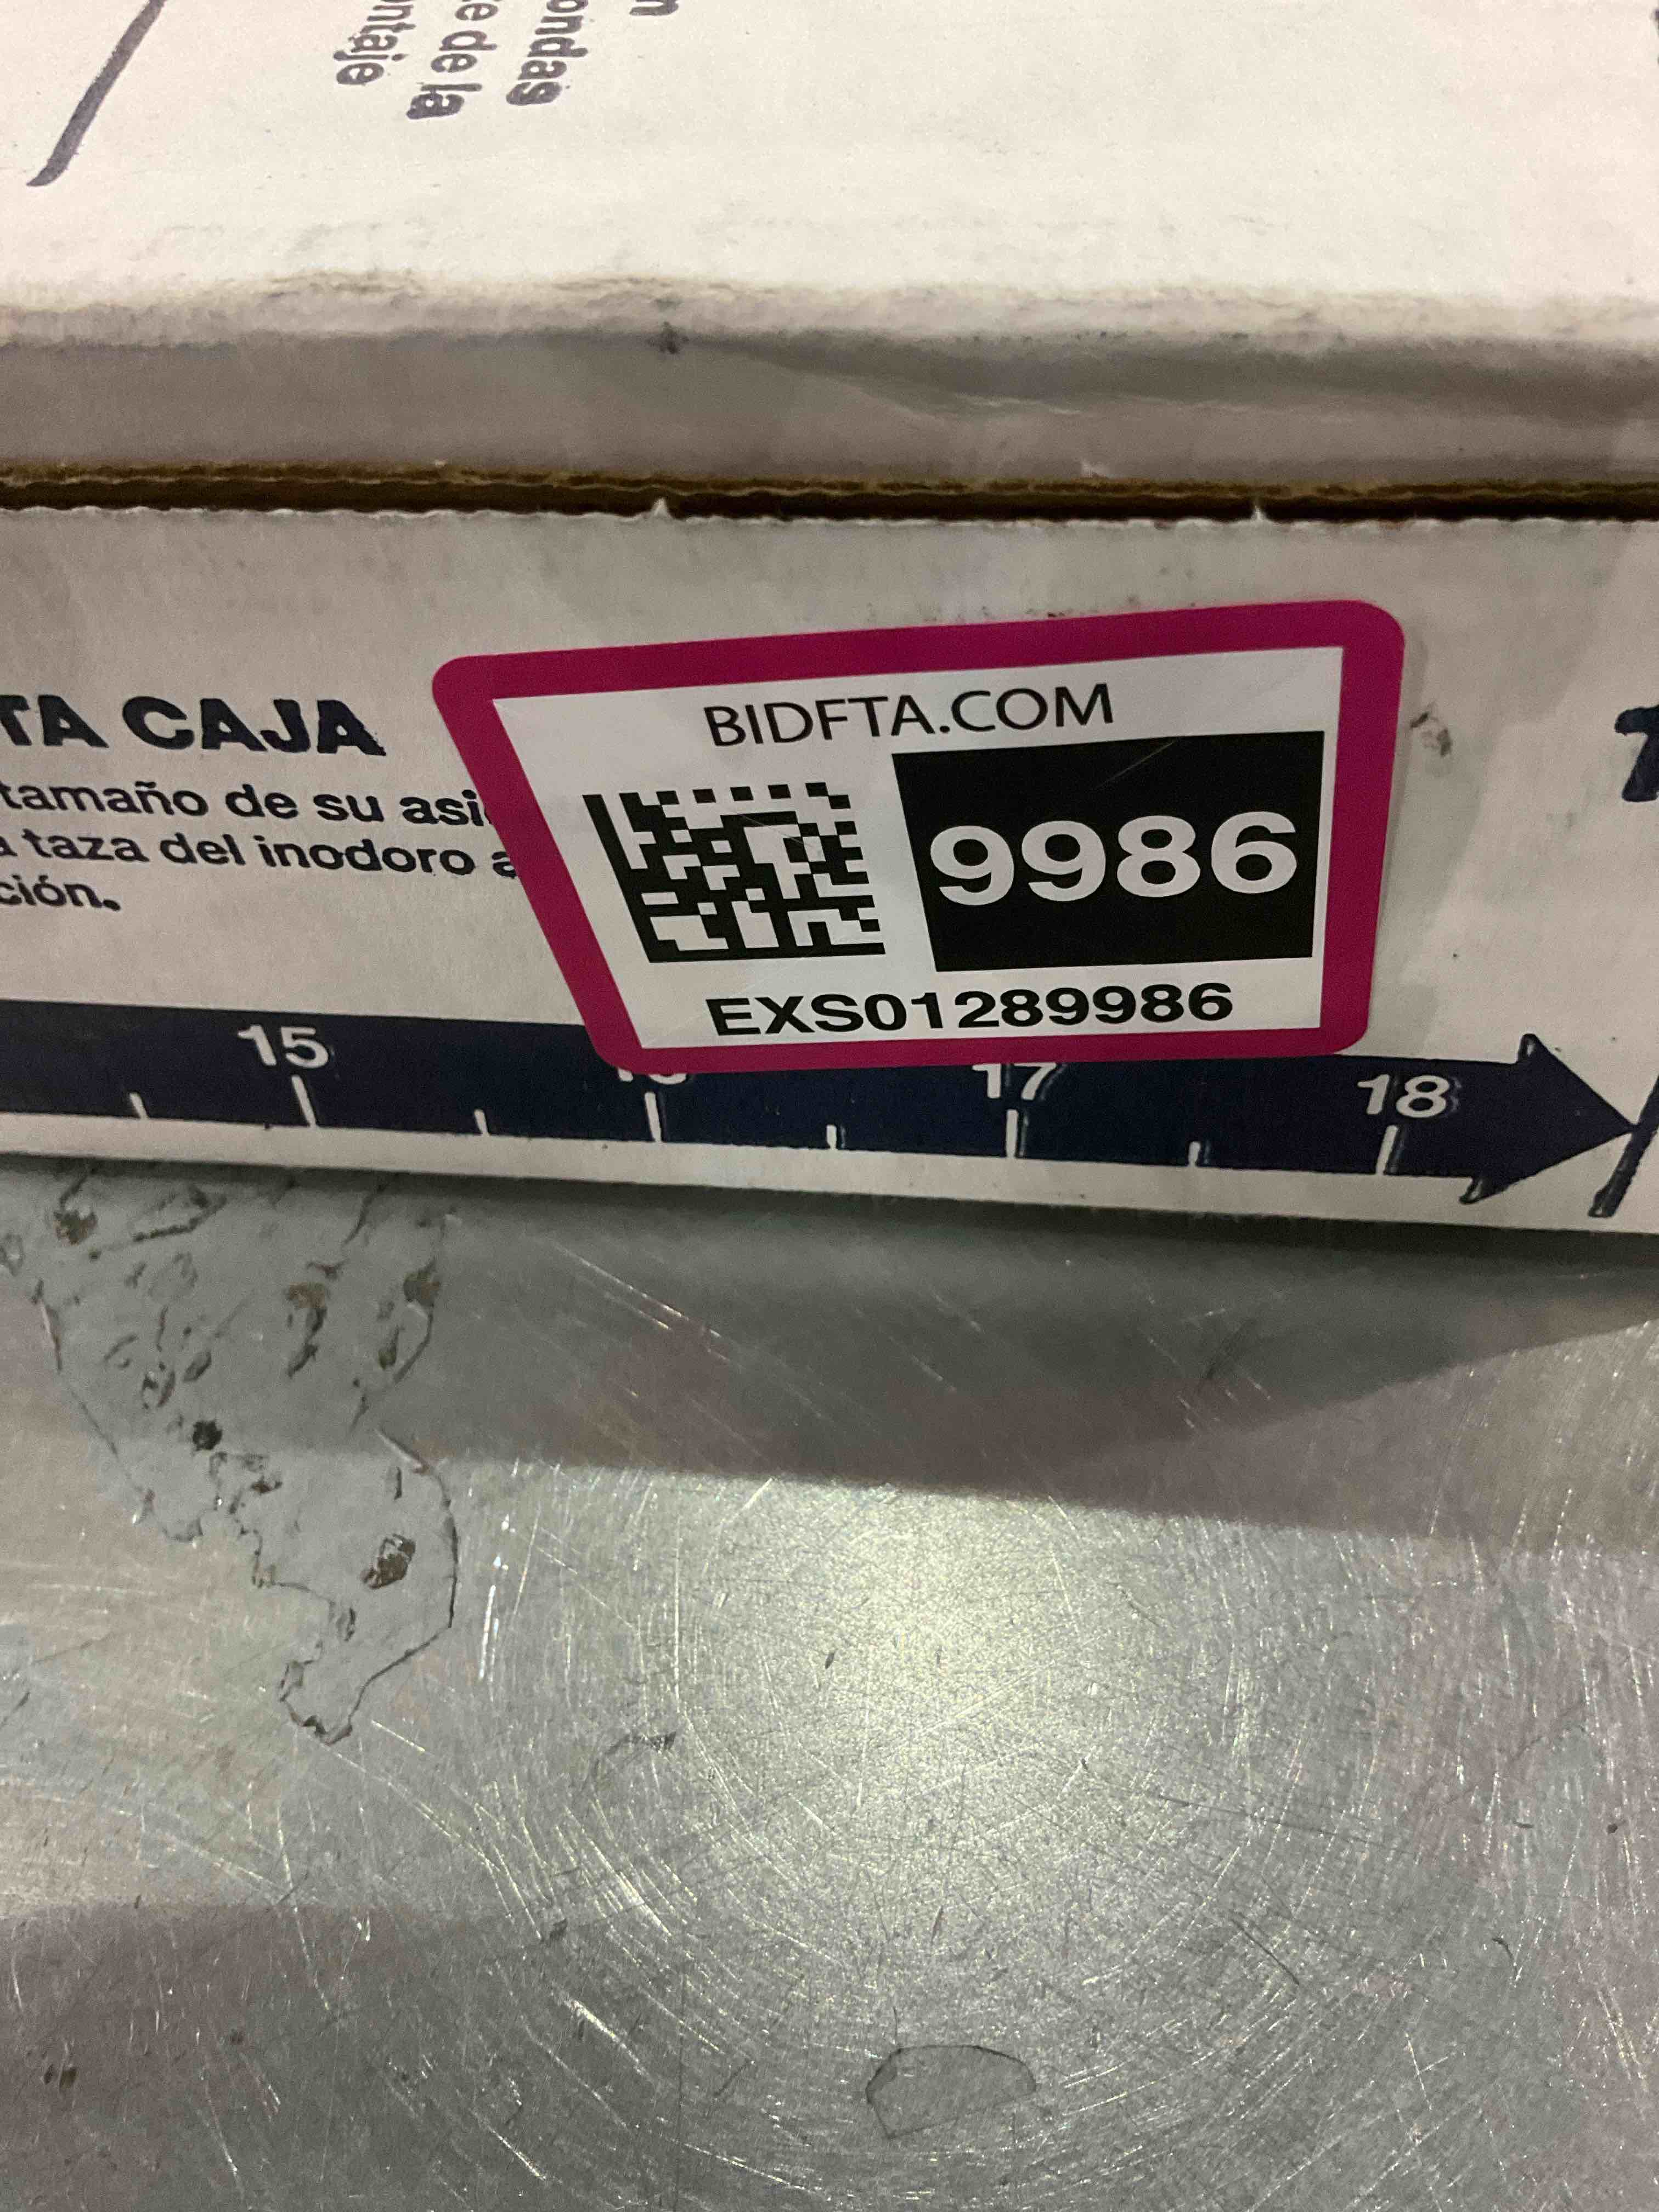 ondas
e de la
ontaje
TA CAJA
tamaño de su asi
a taza del inodoro a
ción.
BIDFTA.COM
9986
EXS01289986
15
17
18